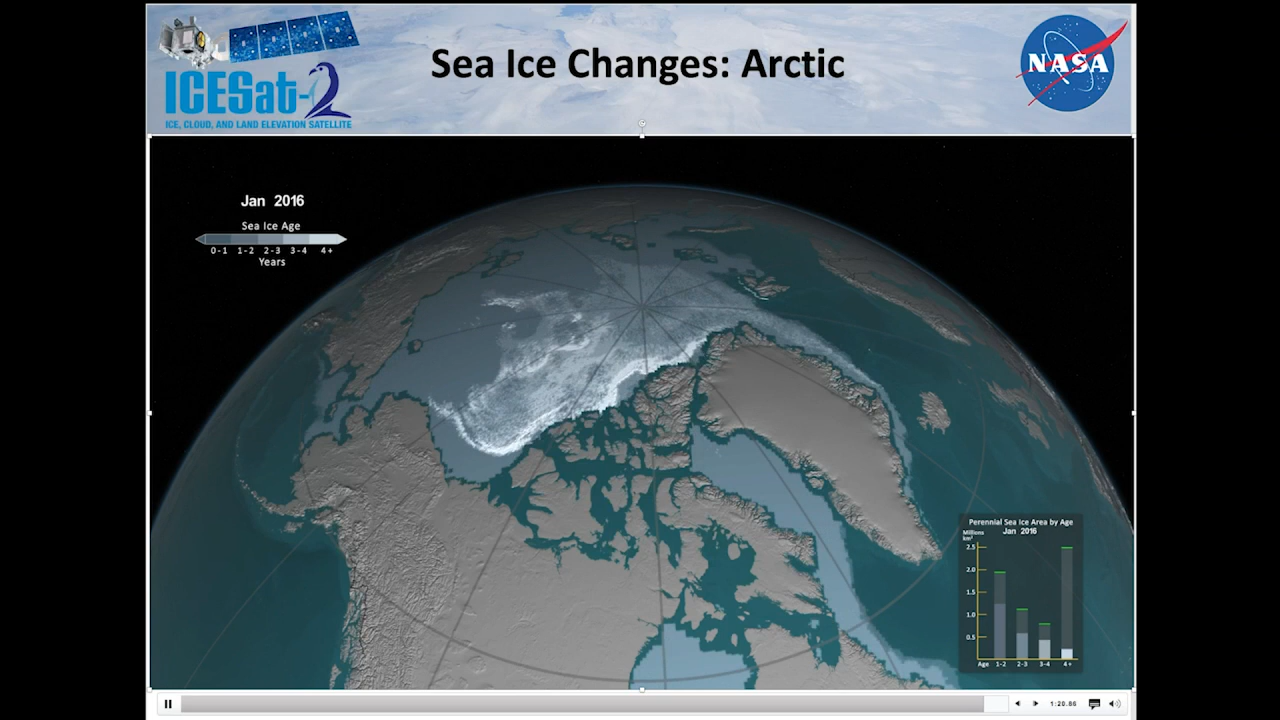 Sea Ice Changes: Arctic
ICESat-2
ICE, CLOUD, AND LAND ELEVATION SATELLITE
NASA
Jan 2016
Sea Ice Age
0-1 1-2 2-3 3-4 4+
Years
Perennial Sea Ice Area by Age
Jan 2016
Millions
km²
2.5
2.0
1.5
1.0
0.5
Age 1-2 2-3 3-4 4+
1:20.86